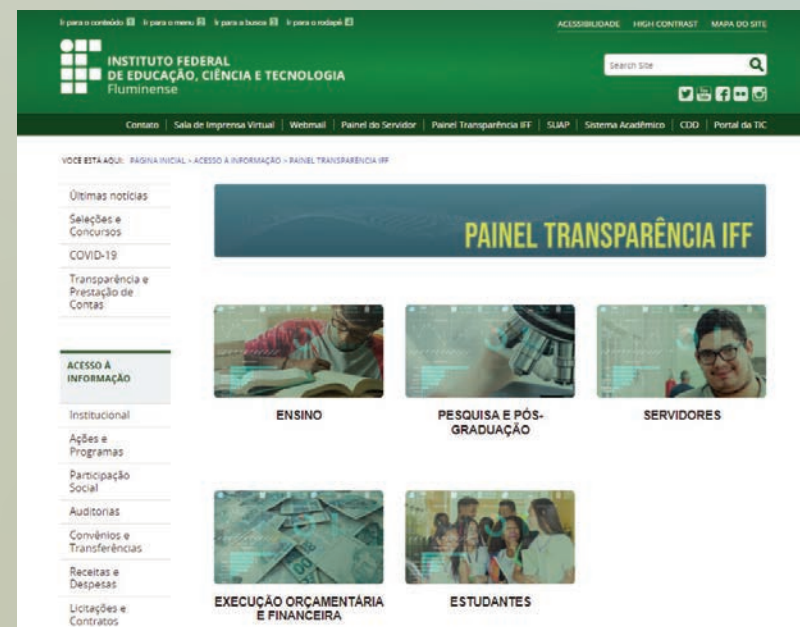 Ir para o conteúdo 1 Ir para o menu 2 Ir para a busca 3 Ir para o rodapé 4
ACESSIBILIDADE HIGH CONTRAST MAPA DO SITE
INSTITUTO FEDERAL
DE EDUCAÇÃO, CIÊNCIA E TECNOLOGIA
Fluminense
Search Site
Contato | Sala de Imprensa Virtual | Webmail | Painel do Servidor | Painel Transparência IFF | SUAP | Sistema Acadêmico | CDD | Portal da TIC
VOCÊ ESTÁ AQUI: PÁGINA INICIAL > ACESSO À INFORMAÇÃO > PAINEL TRANSPARÊNCIA IFF
Últimas notícias
Seleções e
Concursos
COVID-19
Transparência e
Prestação de
Contas
ACESSO À
INFORMAÇÃO
Institucional
Ações e
Programas
Participação
Social
Auditorias
Convênios e
Transferências
Receitas e
Despesas
Licitações e
Contratos
PAINEL TRANSPARÊNCIA IFF
ENSINO
PESQUISA E PÓS-
GRADUAÇÃO
SERVIDORES
EXECUÇÃO ORÇAMENTÁRIA
E FINANCEIRA
ESTUDANTES